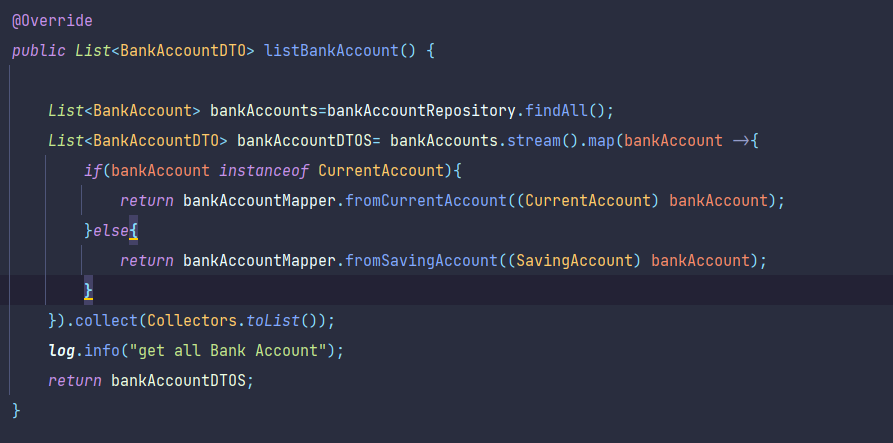 @Override
public List<BankAccountDTO> listBankAccount() {
List<BankAccount> bankAccounts=bankAccountRepository.findAll();
List<BankAccountDTO> bankAccountDTOS= bankAccounts.stream().map(bankAccount ->{
if(bankAccount instanceof CurrentAccount){
return bankAccountMapper.fromCurrentAccount((CurrentAccount) bankAccount);
}else{
return bankAccountMapper.fromSavingAccount((SavingAccount) bankAccount);
}
}).collect(Collectors.toList());
log.info("get all Bank Account");
return bankAccountDTOS;
}